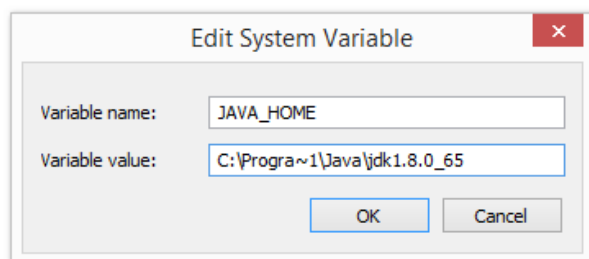 Edit System Variable
Variable name: JAVA_HOME
Variable value: C:\Progra~1\Java\jdk1.8.0_65
OK Cancel